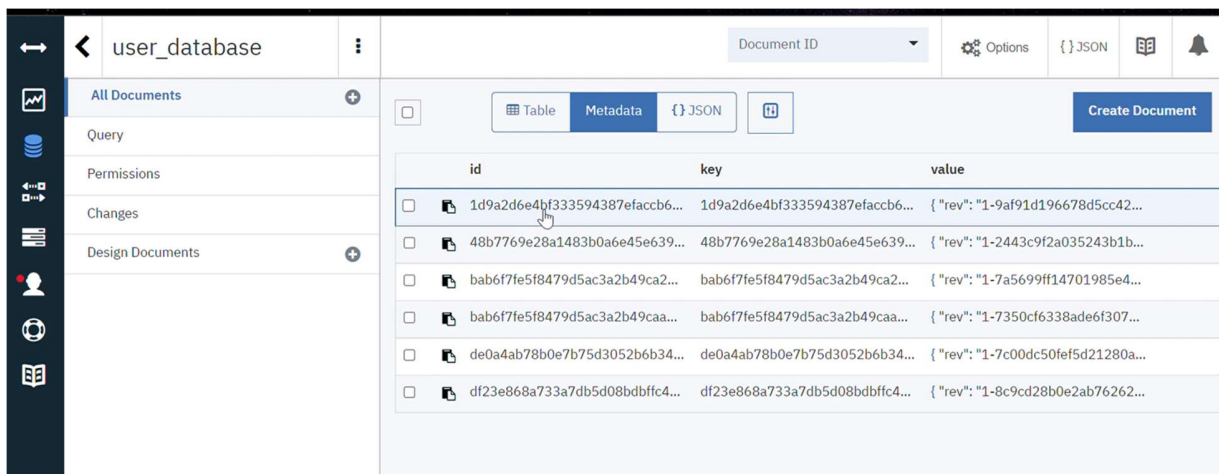 user_database
Document ID
Options
{ } JSON
All Documents
Query
Permissions
Changes
Design Documents
Table
Metadata
{ } JSON
Create Document
id key value
1d9a2d6e4bf333594387efaccb6... 1d9a2d6e4bf333594387efaccb6... { "rev": "1-9af91d196678d5cc42...
48b7769e28a1483b0a6e45e639... 48b7769e28a1483b0a6e45e639... { "rev": "1-2443c9f2a035243b1b...
bab6f7fe5f8479d5ac3a2b49ca2... bab6f7fe5f8479d5ac3a2b49ca2... { "rev": "1-7a5699ff14701985e4...
bab6f7fe5f8479d5ac3a2b49caa... bab6f7fe5f8479d5ac3a2b49caa... { "rev": "1-7350cf6338ade6f307...
de0a4ab78b0e7b75d3052b6b34... de0a4ab78b0e7b75d3052b6b34... { "rev": "1-7c00dc50fef5d21280a...
df23e868a733a7db5d08bdbffc4... df23e868a733a7db5d08bdbffc4... { "rev": "1-8c9cd28b0e2ab76262...